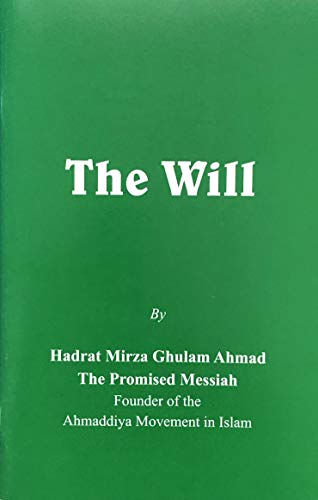 The Will
By
Hadrat Mirza Ghulam Ahmad
The Promised Messiah
Founder of the
Ahmaddiya Movement in Islam